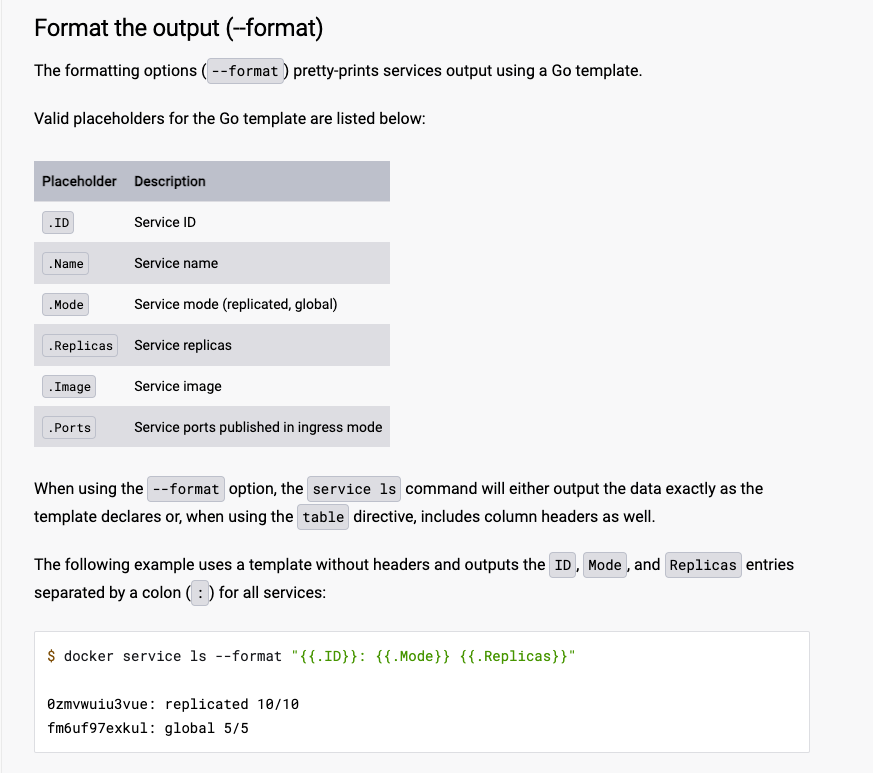 Format the output (--format)
The formatting options (--format) pretty-prints services output using a Go template.
Valid placeholders for the Go template are listed below:
Placeholder Description
.ID Service ID
.Name Service name
.Mode Service mode (replicated, global)
.Replicas Service replicas
.Image Service image
.Ports Service ports published in ingress mode
When using the --format option, the service ls command will either output the data exactly as the
template declares or, when using the table directive, includes column headers as well.
The following example uses a template without headers and outputs the ID, Mode, and Replicas entries
separated by a colon (:) for all services:
$ docker service ls --format "{{.ID}}: {{.Mode}} {{.Replicas}}"
0zmvwuiu3vue: replicated 10/10
fm6uf97exkul: global 5/5